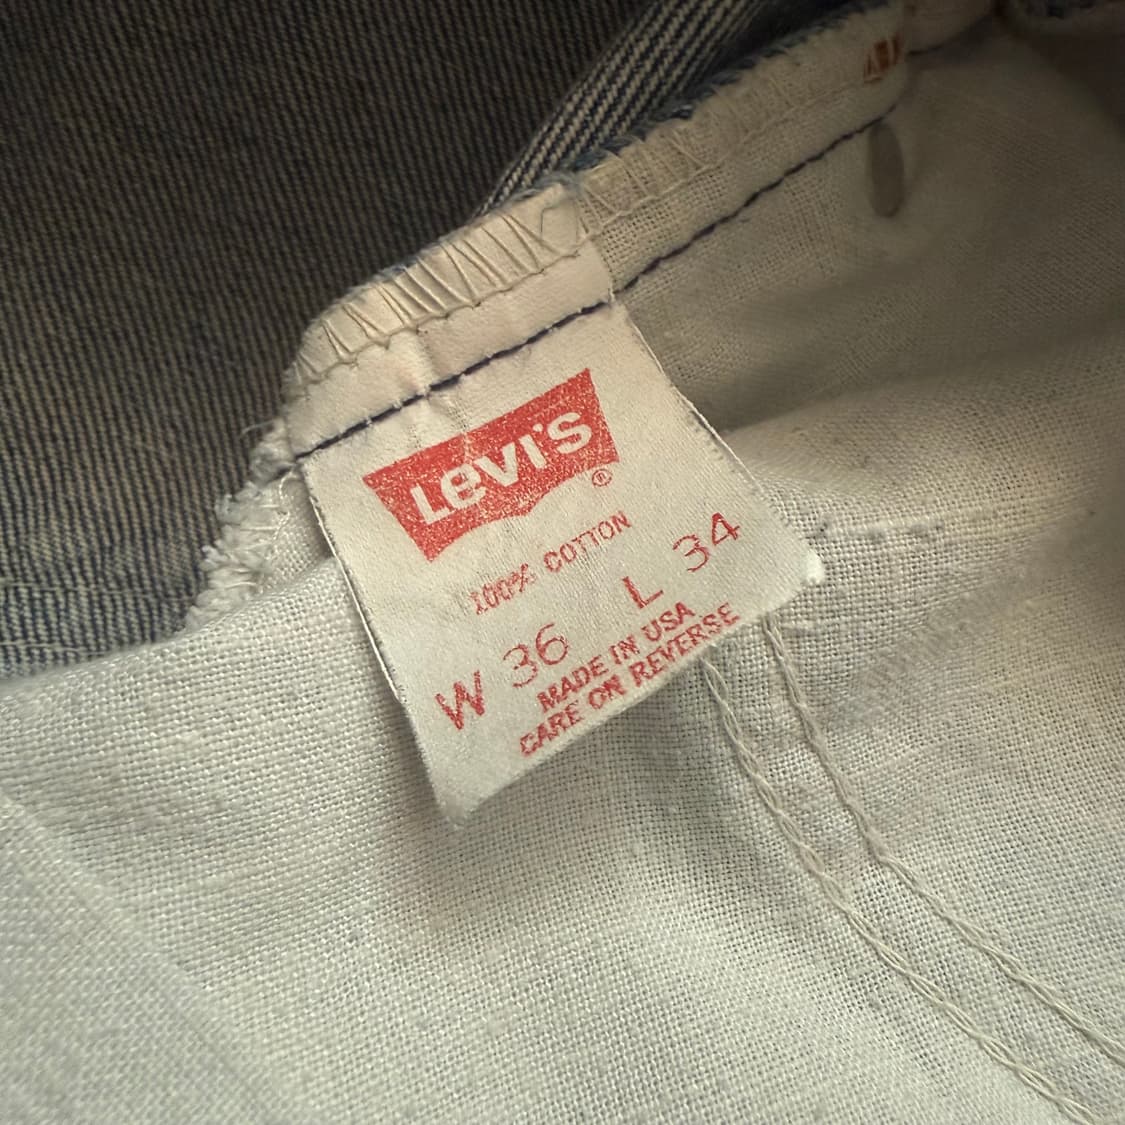 Levi's ®
100% COTTON
W 36 L 34
MADE IN USA
CARE ON REVERSE